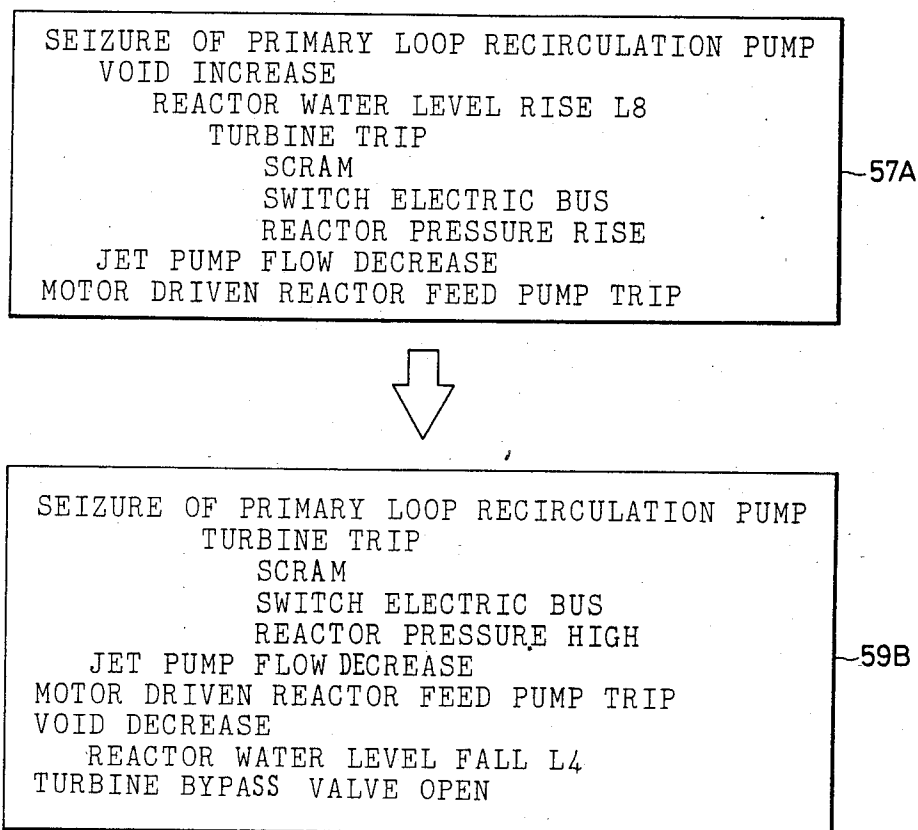 SEIZURE OF PRIMARY LOOP RECIRCULATION PUMP
VOID INCREASE
REACTOR WATER LEVEL RISE L8
TURBINE TRIP
SCRAM
SWITCH ELECTRIC BUS
REACTOR PRESSURE RISE
JET PUMP FLOW DECREASE
MOTOR DRIVEN REACTOR FEED PUMP TRIP
57A
SEIZURE OF PRIMARY LOOP RECIRCULATION PUMP
TURBINE TRIP
SCRAM
SWITCH ELECTRIC BUS
REACTOR PRESSURE HIGH
JET PUMP FLOW DECREASE
MOTOR DRIVEN REACTOR FEED PUMP TRIP
VOID DECREASE
REACTOR WATER LEVEL FALL L4
TURBINE BYPASS VALVE OPEN
59B